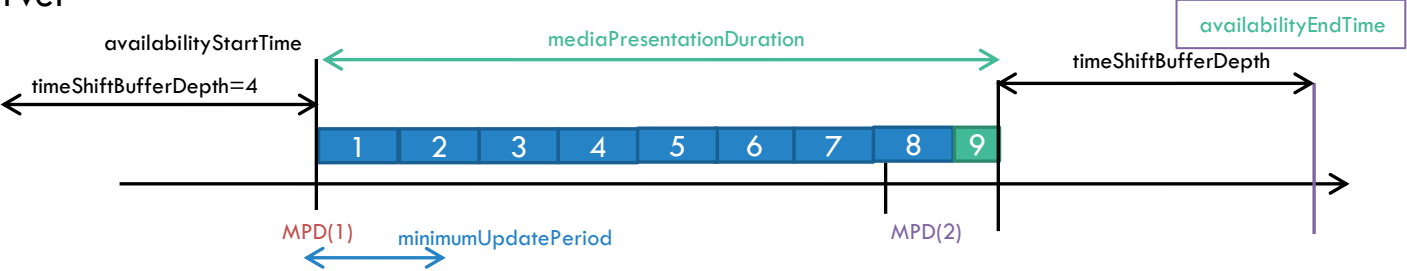 availabilityEndTime
availabilityStartTime
mediaPresentationDuration
timeShiftBufferDepth
timeShiftBufferDepth=4
1 2 3 4 5 6 7 8 9
MPD(1)
minimumUpdatePeriod
MPD(2)